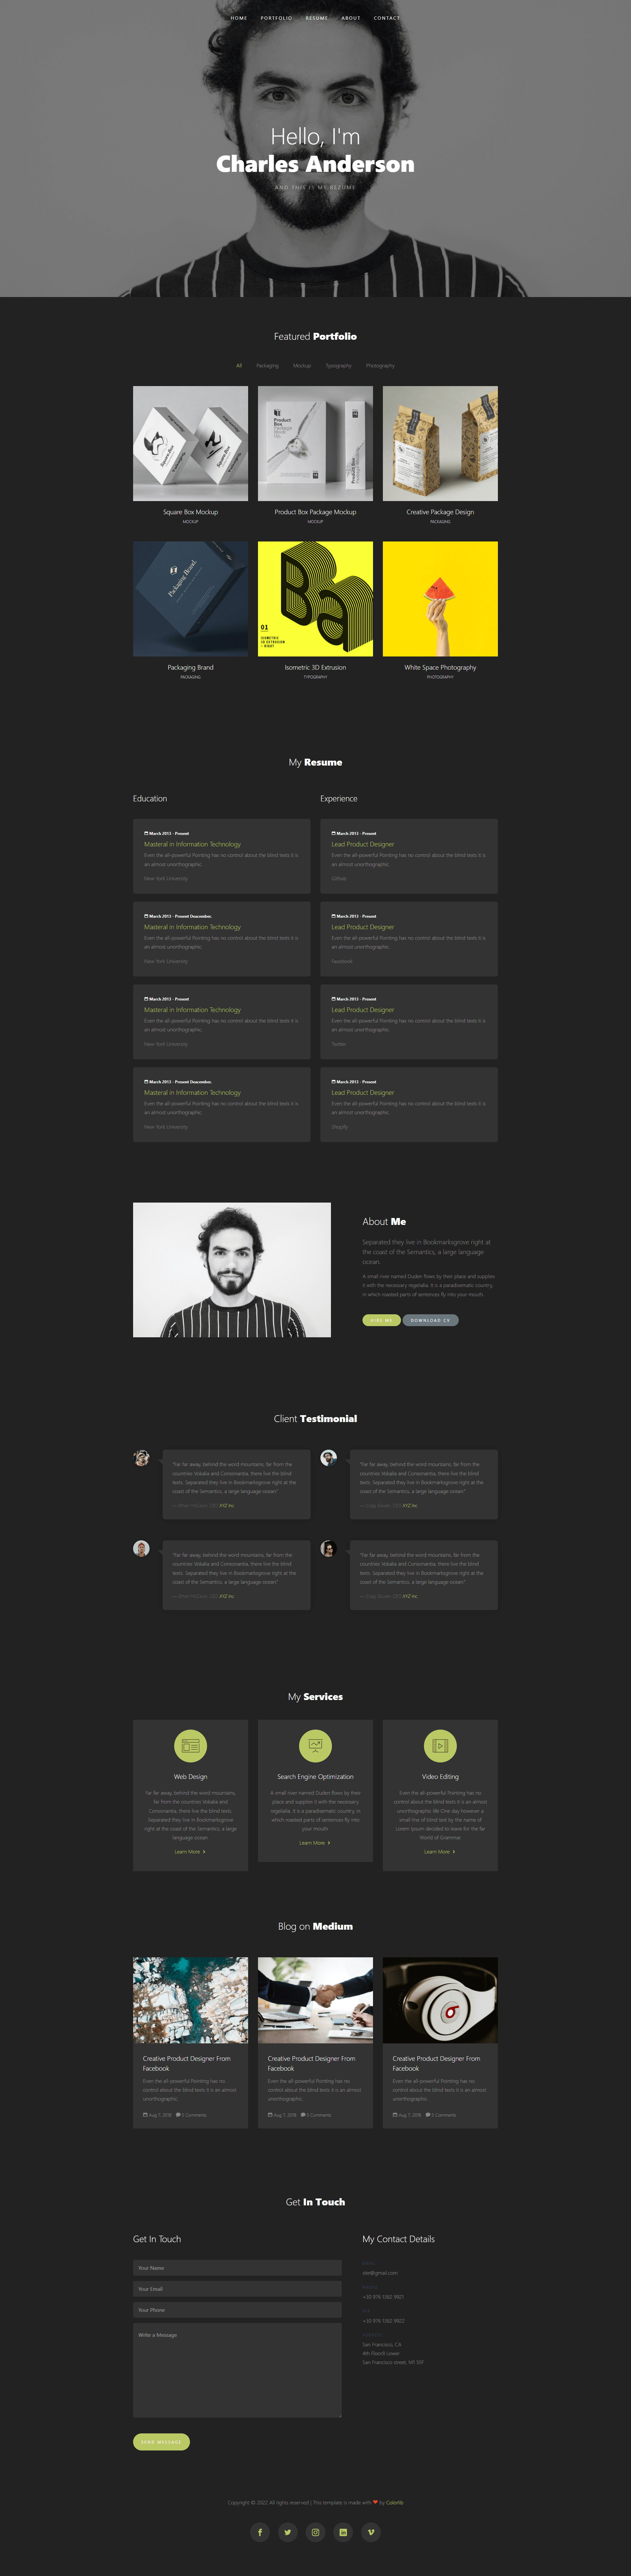 HOME PORTFOLIO RESUME ABOUT CONTACT
Hello, I'm
Charles Anderson
AND THIS IS MY REZUME
Featured Portfolio
All Packaging Mockup Typography Photography
Square Box Mockup
MOCKUP
Product Box Package Mockup
MOCKUP
Creative Package Design
PACKAGING
Packaging Brand
PACKAGING
Isometric 3D Extrusion
TYPOGRAPHY
White Space Photography
PHOTOGRAPHY
My Resume
Education
March 2013 - Present
Masteral in Information Technology
Even the all-powerful Pointing has no control about the blind texts it is
an almost unorthographic.
New York University
March 2013 - Present Deacember.
Masteral in Information Technology
Even the all-powerful Pointing has no control about the blind texts it is
an almost unorthographic.
New York University
March 2013 - Present
Masteral in Information Technology
Even the all-powerful Pointing has no control about the blind texts it is
an almost unorthographic.
New York University
March 2013 - Present Deacember.
Masteral in Information Technology
Even the all-powerful Pointing has no control about the blind texts it is
an almost unorthographic.
New York University
Experience
March 2013 - Present
Lead Product Designer
Even the all-powerful Pointing has no control about the blind texts it is
an almost unorthographic.
Github
March 2013 - Present
Lead Product Designer
Even the all-powerful Pointing has no control about the blind texts it is
an almost unorthographic.
Facebook
March 2013 - Present
Lead Product Designer
Even the all-powerful Pointing has no control about the blind texts it is
an almost unorthographic.
Twitter
March 2013 - Present
Lead Product Designer
Even the all-powerful Pointing has no control about the blind texts it is
an almost unorthographic.
Shopify
About Me
Separated they live in Bookmarksgrove right at
the coast of the Semantics, a large language
ocean.
A small river named Duden flows by their place and supplies
it with the necessary regelialia. It is a paradisematic country,
in which roasted parts of sentences fly into your mouth.
HIRE ME DOWNLOAD CV
Client Testimonial
"Far far away, behind the word mountains, far from the
countries Vokalia and Consonantia, there live the blind
texts. Separated they live in Bookmarksgrove right at the
coast of the Semantics, a large language ocean"
CEO XYZ Inc.
"Far far away, behind the word mountains, far from the
countries Vokalia and Consonantia, there live the blind
texts. Separated they live in Bookmarksgrove right at the
coast of the Semantics, a large language ocean"
CEO XYZ Inc.
"Far far away, behind the word mountains, far from the
countries Vokalia and Consonantia, there live the blind
texts. Separated they live in Bookmarksgrove right at the
coast of the Semantics, a large language ocean"
CEO XYZ Inc.
"Far far away, behind the word mountains, far from the
countries Vokalia and Consonantia, there live the blind
texts. Separated they live in Bookmarksgrove right at the
coast of the Semantics, a large language ocean"
CEO XYZ Inc.
My Services
Web Design
Far far away, behind the word mountains,
far from the countries Vokalia and
Consonantia, there live the blind texts.
Separated they live in Bookmarksgrove
right at the coast of the Semantics, a large
language ocean.
Learn More
Search Engine Optimization
A small river named Duden flows by their
place and supplies it with the necessary
regelialia. It is a paradisematic country, in
which roasted parts of sentences fly into
your mouth.
Learn More
Video Editing
Even the all-powerful Pointing has no
control about the blind texts it is an almost
unorthographic life One day however a
small line of blind text by the name of
Lorem Ipsum decided to leave for the far
World of Grammar.
Learn More
Blog on Medium
Creative Product Designer From
Facebook
Even the all-powerful Pointing has no
control about the blind texts it is an almost
unorthographic.
Aug 7, 2018 5 Comments
Creative Product Designer From
Facebook
Even the all-powerful Pointing has no
control about the blind texts it is an almost
unorthographic.
Aug 7, 2018 5 Comments
Creative Product Designer From
Facebook
Even the all-powerful Pointing has no
control about the blind texts it is an almost
unorthographic.
Aug 7, 2018 5 Comments
Get In Touch
Get In Touch
Your Name
Your Email
Your Phone
Write a Message
SEND MESSAGE
My Contact Details
site@gmail.com
+30 976 1382 9921
+30 976 1382 9922
San Francisco, CA
4th Floor8 Lower
San Francisco street, M1 50F
Copyright © 2022 All rights reserved | This template is made with ❤ by Colorlib